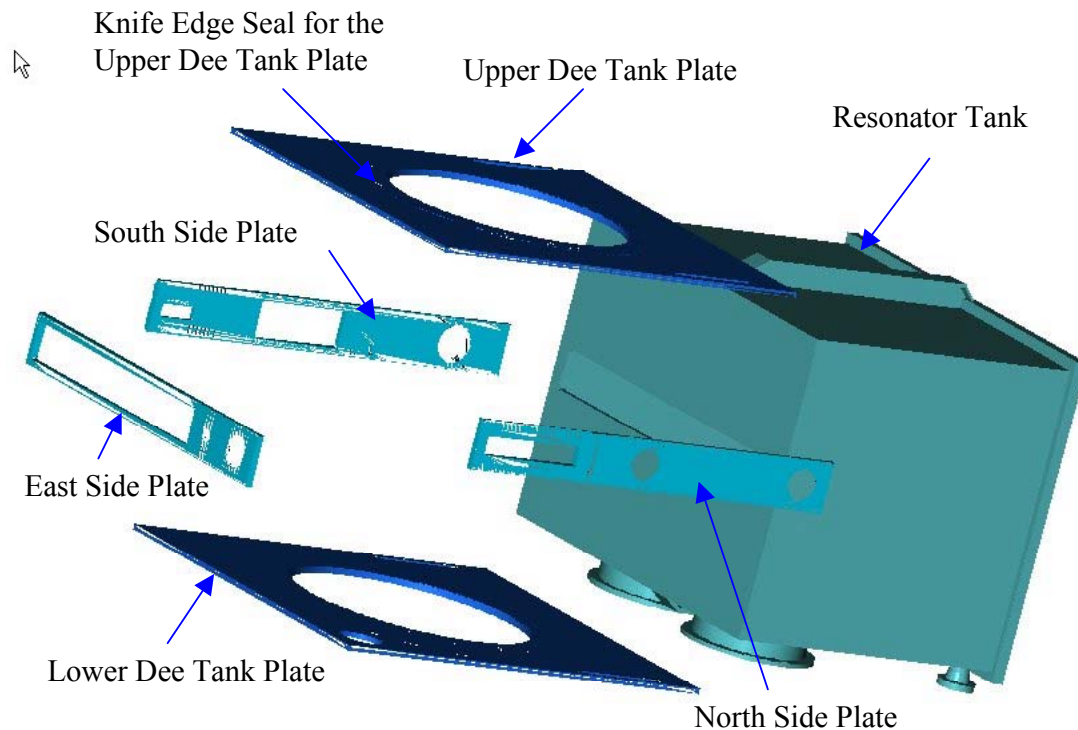 Knife Edge Seal for the
Upper Dee Tank Plate
Upper Dee Tank Plate
Resonator Tank
South Side Plate
East Side Plate
Lower Dee Tank Plate
North Side Plate